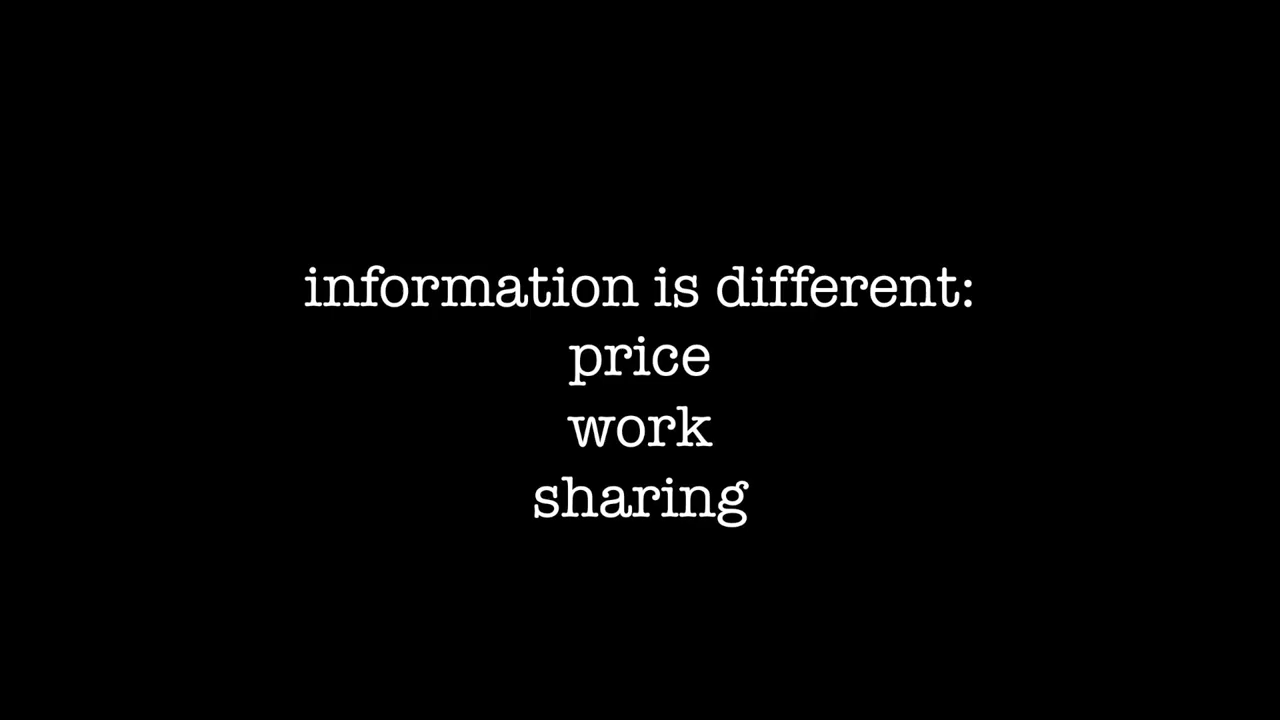 information is different:
price
work
sharing